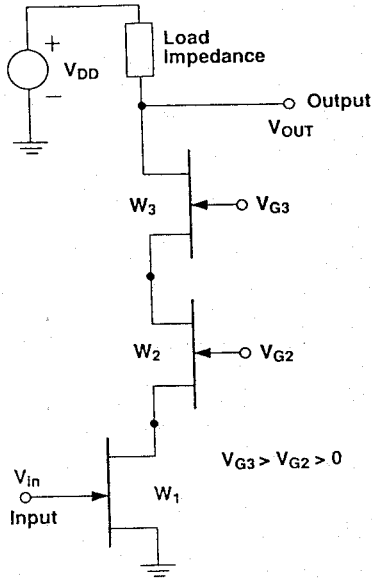 Load
Impedance
+
V_DD
−
Output
V_OUT
W_3
V_G3
W_2
V_G2
V_G3 > V_G2 > 0
V_in
Input
W_1